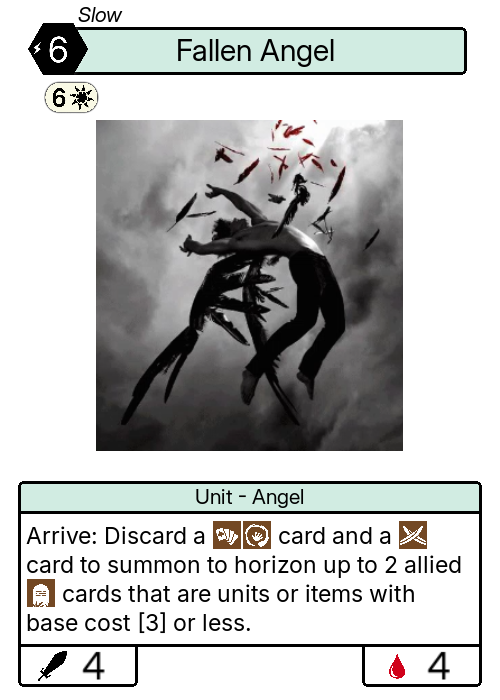 Slow
6
Fallen Angel
6
Unit - Angel
Arrive: Discard a card and a
card to summon to horizon up to 2 allied
cards that are units or items with
base cost [3] or less.
4
4